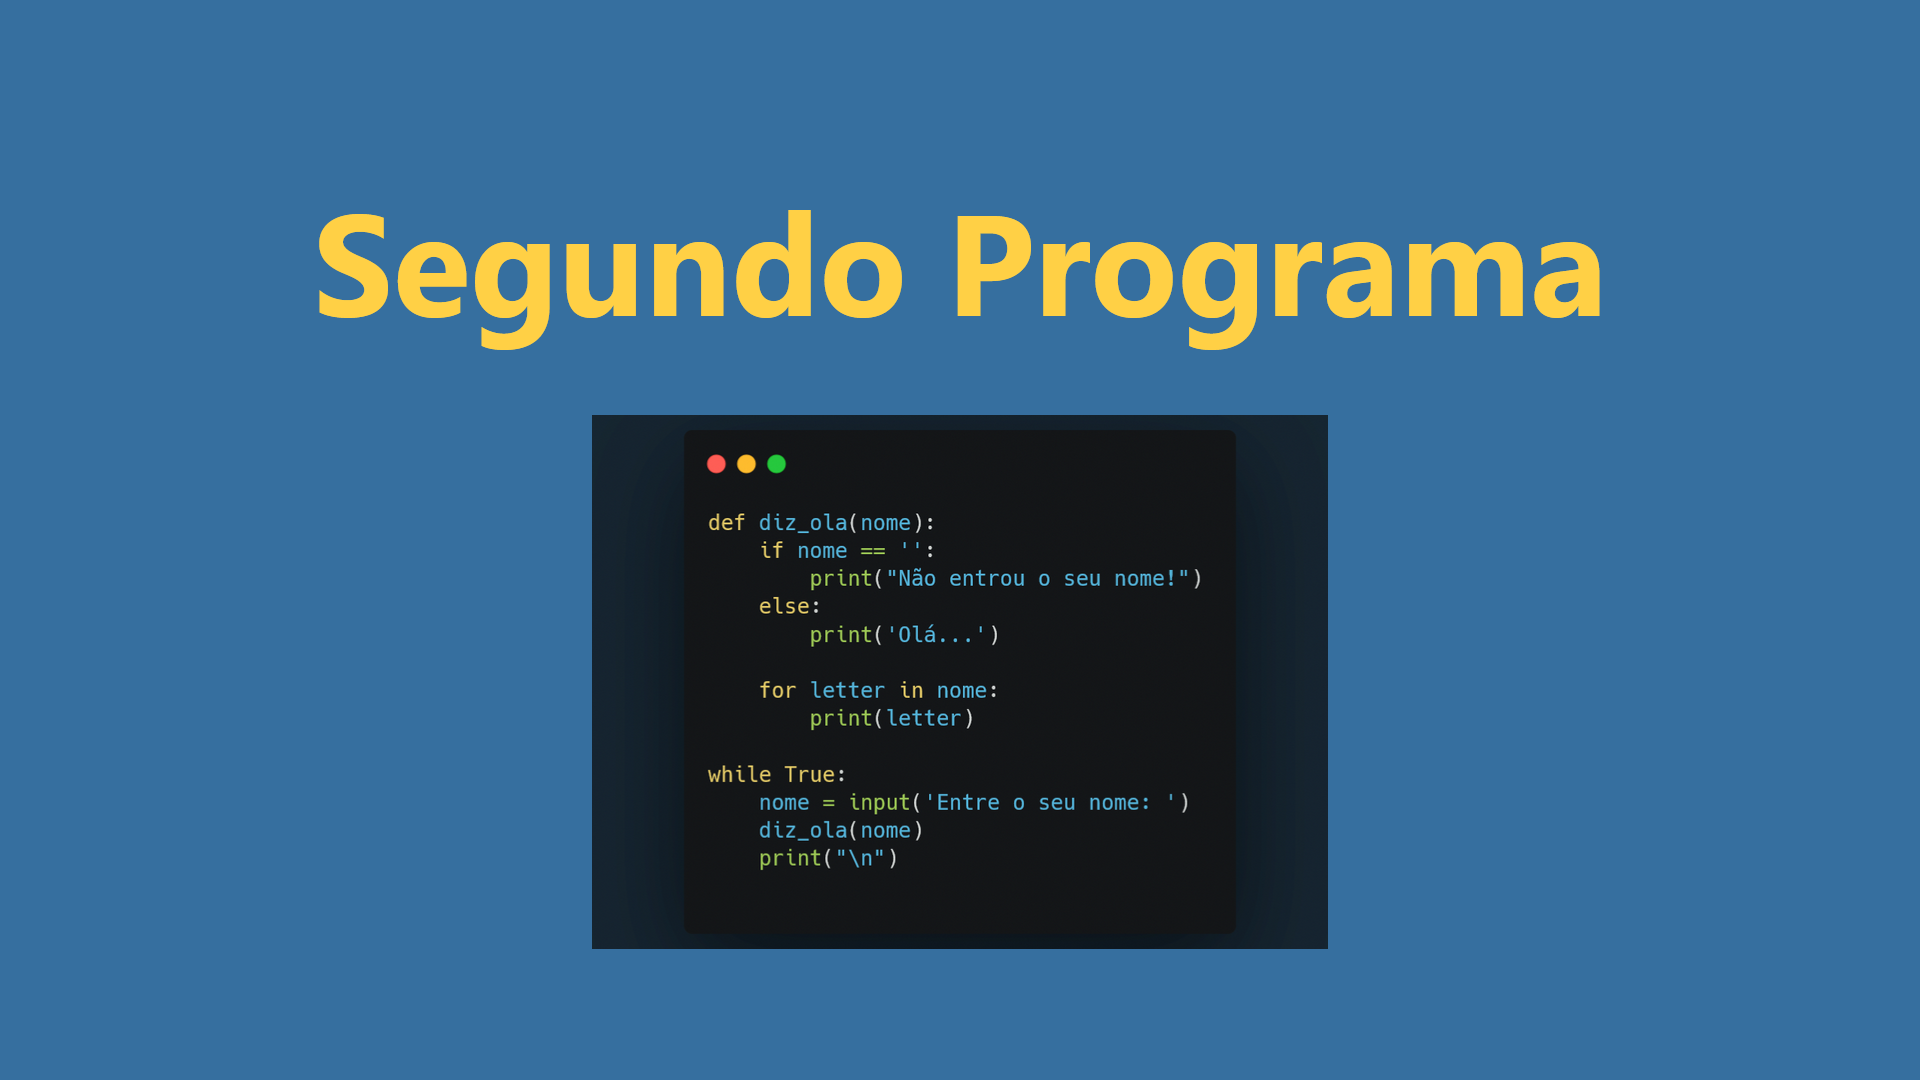 Segundo Programa
def diz_ola(nome):
    if nome == '':
        print("Não entrou o seu nome!")
    else:
        print('Olá...')

    for letter in nome:
        print(letter)

while True:
    nome = input('Entre o seu nome: ')
    diz_ola(nome)
    print("\n")